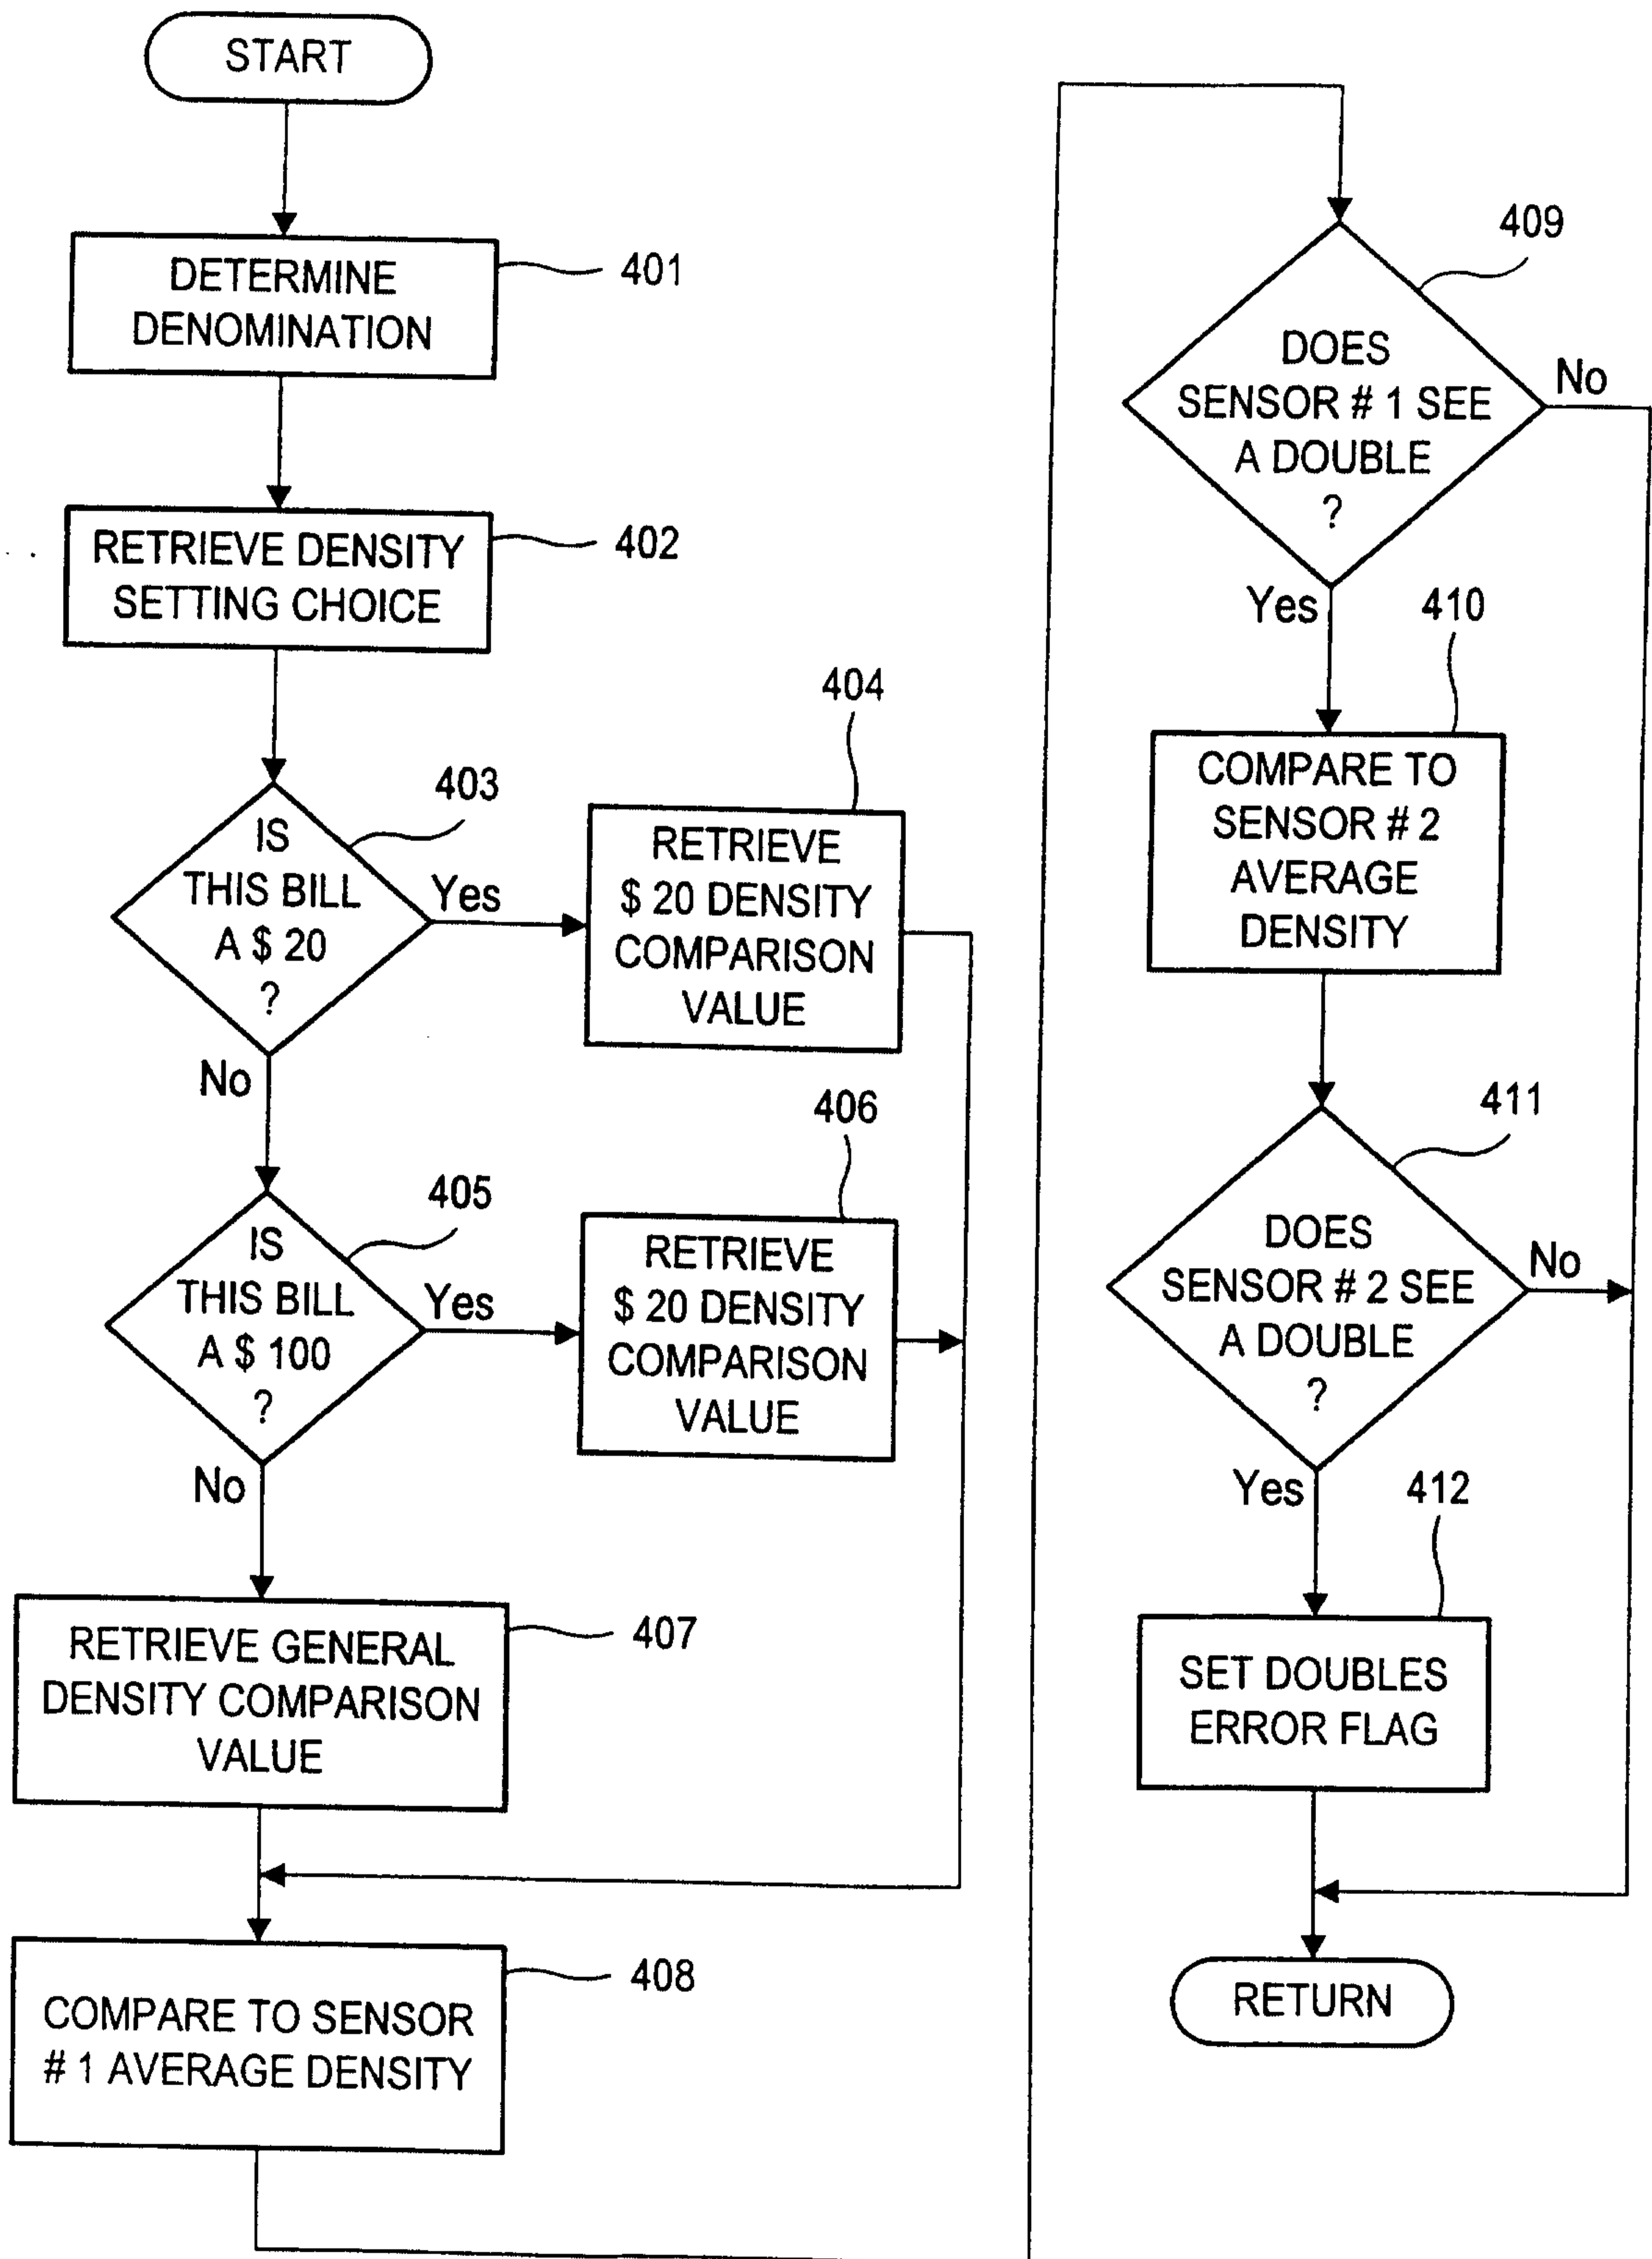 START
DETERMINE
DENOMINATION
401
RETRIEVE DENSITY
SETTING CHOICE
402
403
IS
THIS BILL
A $ 20
?
Yes
No
404
RETRIEVE
$ 20 DENSITY
COMPARISON
VALUE
405
IS
THIS BILL
A $ 100
?
Yes
No
406
RETRIEVE
$ 20 DENSITY
COMPARISON
VALUE
RETRIEVE GENERAL
DENSITY COMPARISON
VALUE
407
COMPARE TO SENSOR
# 1 AVERAGE DENSITY
408
409
DOES
SENSOR # 1 SEE
A DOUBLE
?
No
Yes
410
COMPARE TO
SENSOR # 2
AVERAGE
DENSITY
411
DOES
SENSOR # 2 SEE
A DOUBLE
?
No
Yes
412
SET DOUBLES
ERROR FLAG
RETURN